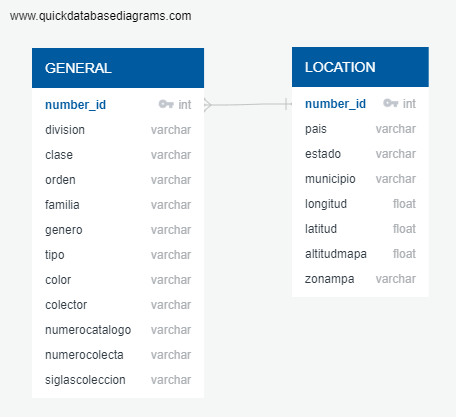 www.quickdatabasediagrams.com
GENERAL
number_id int
division varchar
clase varchar
orden varchar
familia varchar
genero varchar
tipo varchar
color varchar
colector varchar
numerocatalogo varchar
numerocolecta varchar
siglascoleccion varchar
LOCATION
number_id int
pais varchar
estado varchar
municipio varchar
longitud float
latitud float
altitudmapa float
zonampa varchar